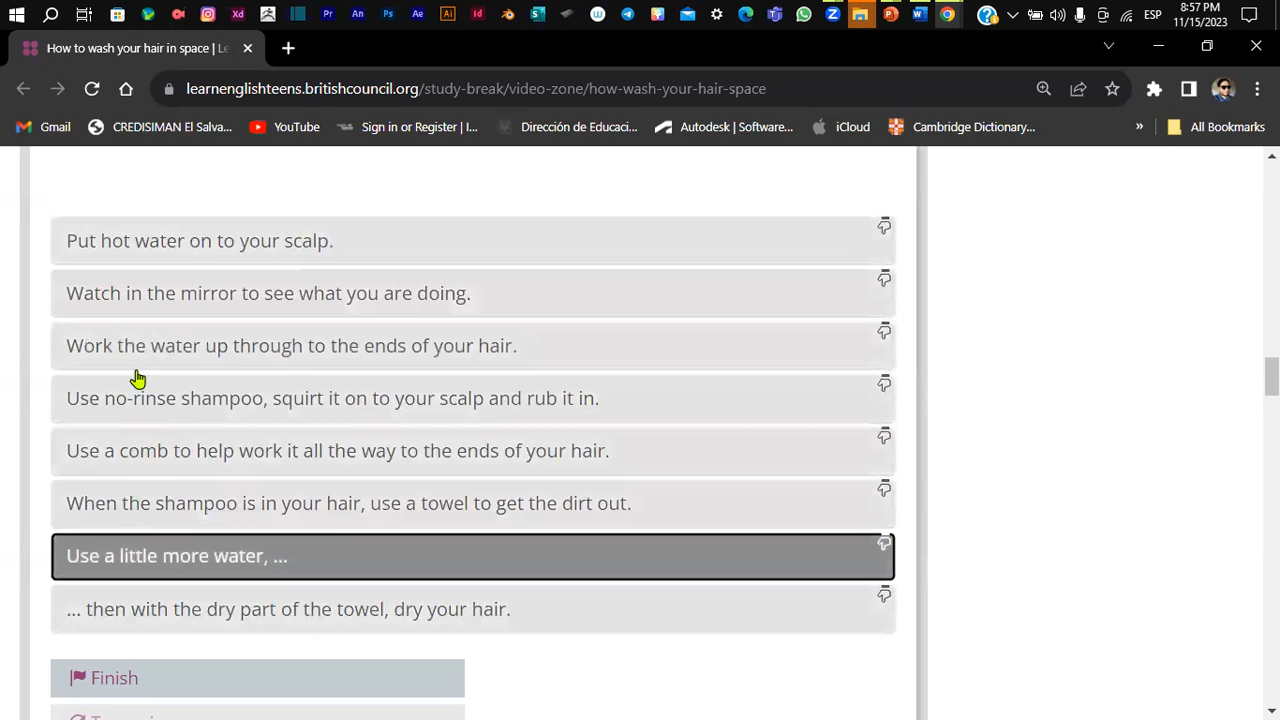 Xd
Pr
An
Ps
Ae
Ai
Id
ESP
8:57 PM
11/15/2023
How to wash your hair in space | Le
learnenglishteens.britishcouncil.org/study-break/video-zone/how-wash-your-hair-space
Gmail
CREDISIMAN El Salva...
YouTube
Sign in or Register | I...
Dirección de Educaci...
Autodesk | Software...
iCloud
Cambridge Dictionary...
»
All Bookmarks
Put hot water on to your scalp.
Watch in the mirror to see what you are doing.
Work the water up through to the ends of your hair.
Use no-rinse shampoo, squirt it on to your scalp and rub it in.
Use a comb to help work it all the way to the ends of your hair.
When the shampoo is in your hair, use a towel to get the dirt out.
Use a little more water, ...
... then with the dry part of the towel, dry your hair.
Finish